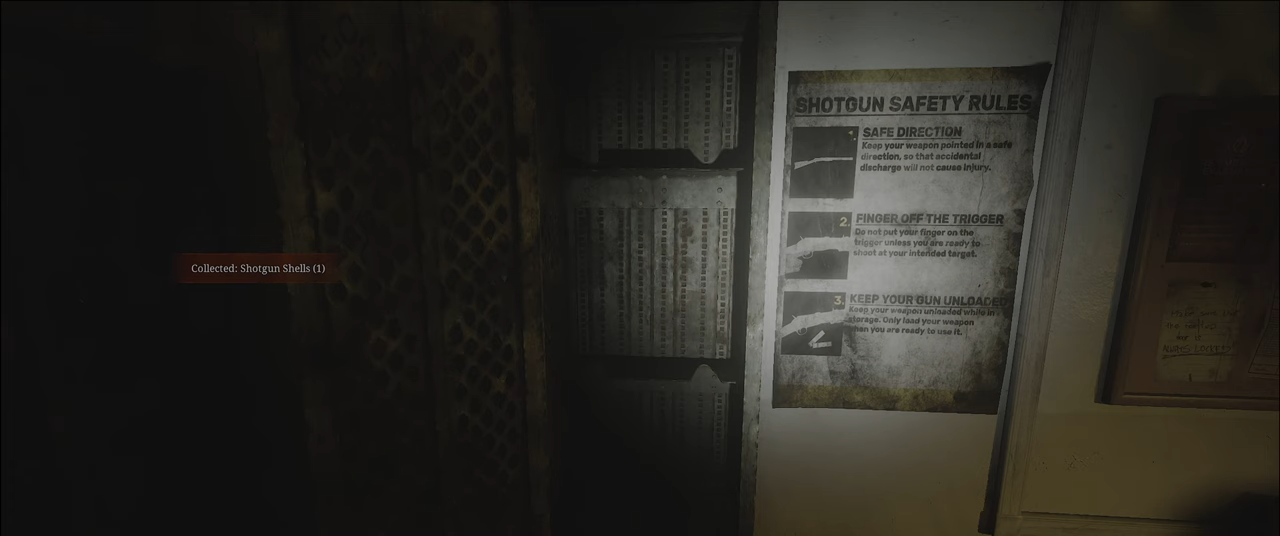 Collected: Shotgun Shells (1)
SHOTGUN SAFETY RULES
SAFE DIRECTION
Keep your weapon pointed in a safe
direction, so that accidental
discharge will not cause injury.
2. FINGER OFF THE TRIGGER
Do not put your finger on the
trigger unless you are ready to
shoot at your intended target.
3. KEEP YOUR GUN UNLOADED
Keep your weapon unloaded while in
storage. Only load your weapon
when you are ready to use it.
ALWAYS LOCKED